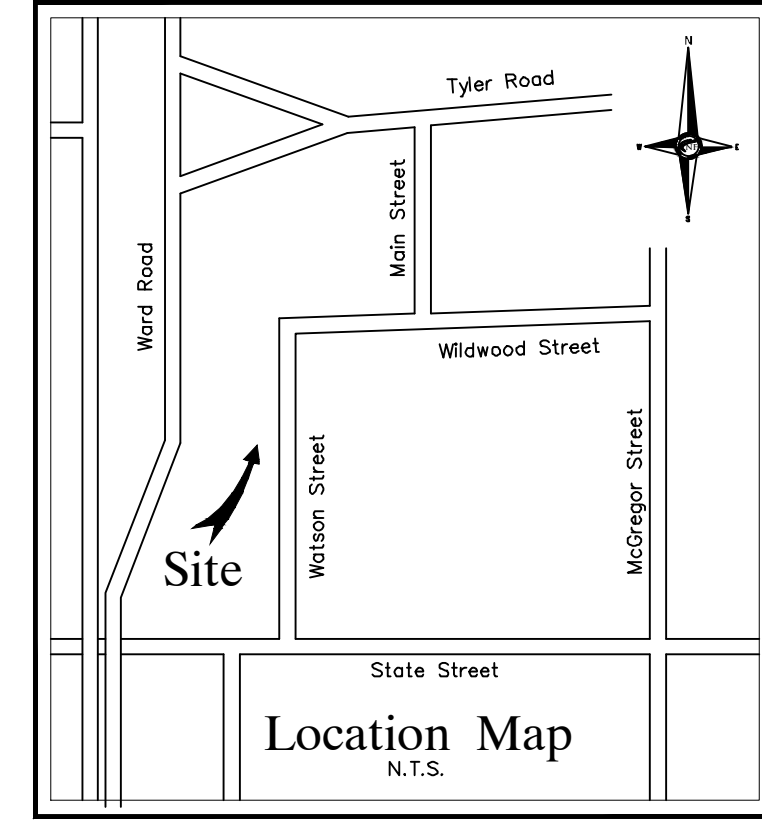 N
Tyler Road
W
E
S
Main Street
Ward Road
Wildwood Street
Watson Street
McGregor Street
Site
State Street
Location Map
N.T.S.